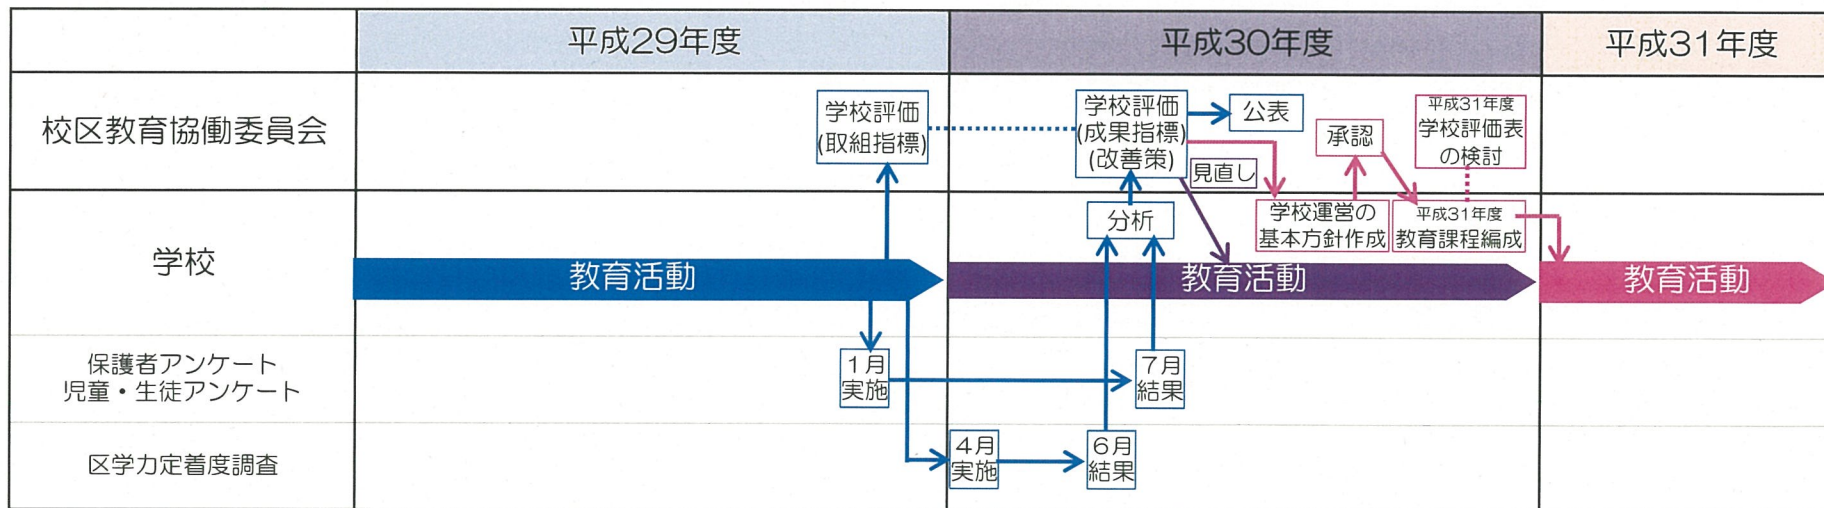 平成29年度
平成30年度
平成31年度
校区教育協働委員会
学校評価
(取組指標)
学校評価
(成果指標)
(改善策)
公表
見直し
承認
平成31年度
学校評価表
の検討
学校
分析
学校運営の
基本方針作成
平成31年度
教育課程編成
教育活動
教育活動
教育活動
保護者アンケート
児童・生徒アンケート
1月
実施
7月
結果
区学力定着度調査
4月
実施
6月
結果